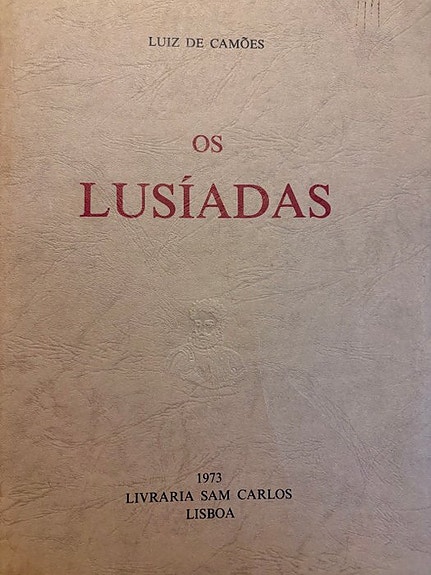 LUIZ DE CAMÕES
OS
LUSÍADAS
1973
LIVRARIA SAM CARLOS
LISBOA